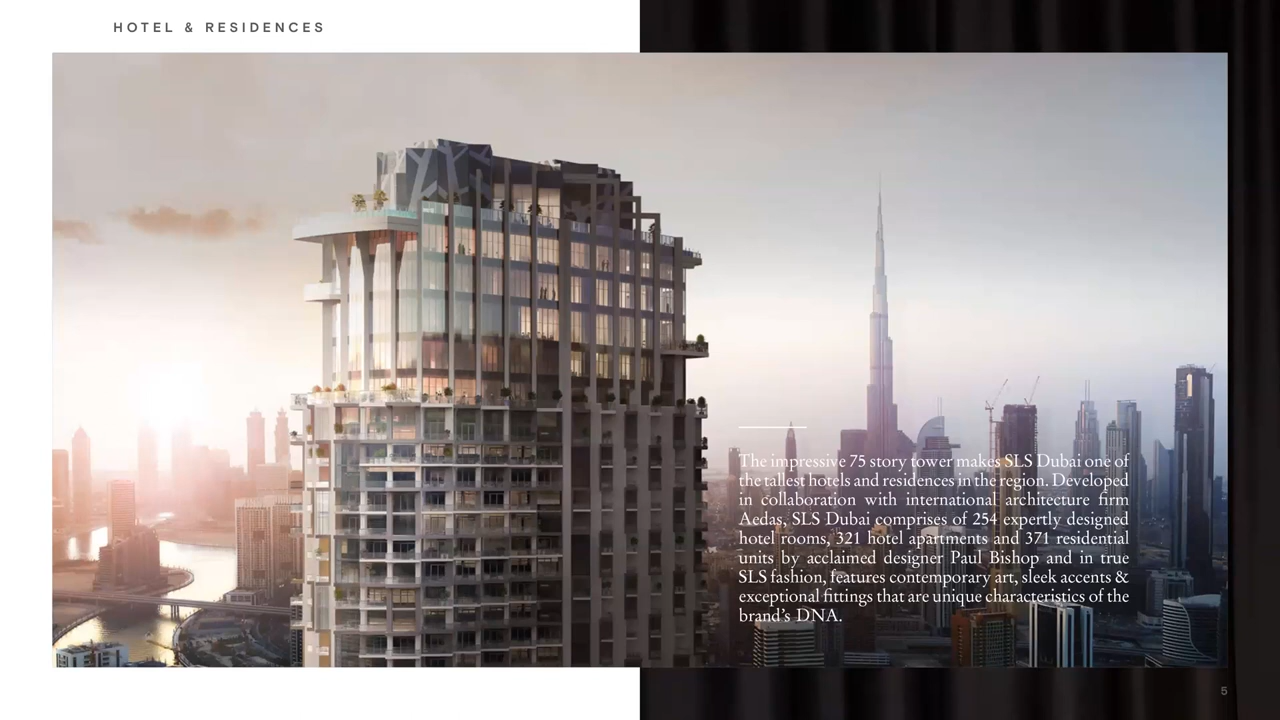 HOTEL & RESIDENCES
The impressive 75 story tower makes SLS Dubai one of
the tallest hotels and residences in the region. Developed
in collaboration with international architecture firm
Aedas, SLS Dubai comprises of 254 expertly designed
hotel rooms, 321 hotel apartments and 371 residential
units by acclaimed designer Paul Bishop and in true
SLS fashion, features contemporary art, sleek accents &
exceptional fittings that are unique characteristics of the
brand’s DNA.
5